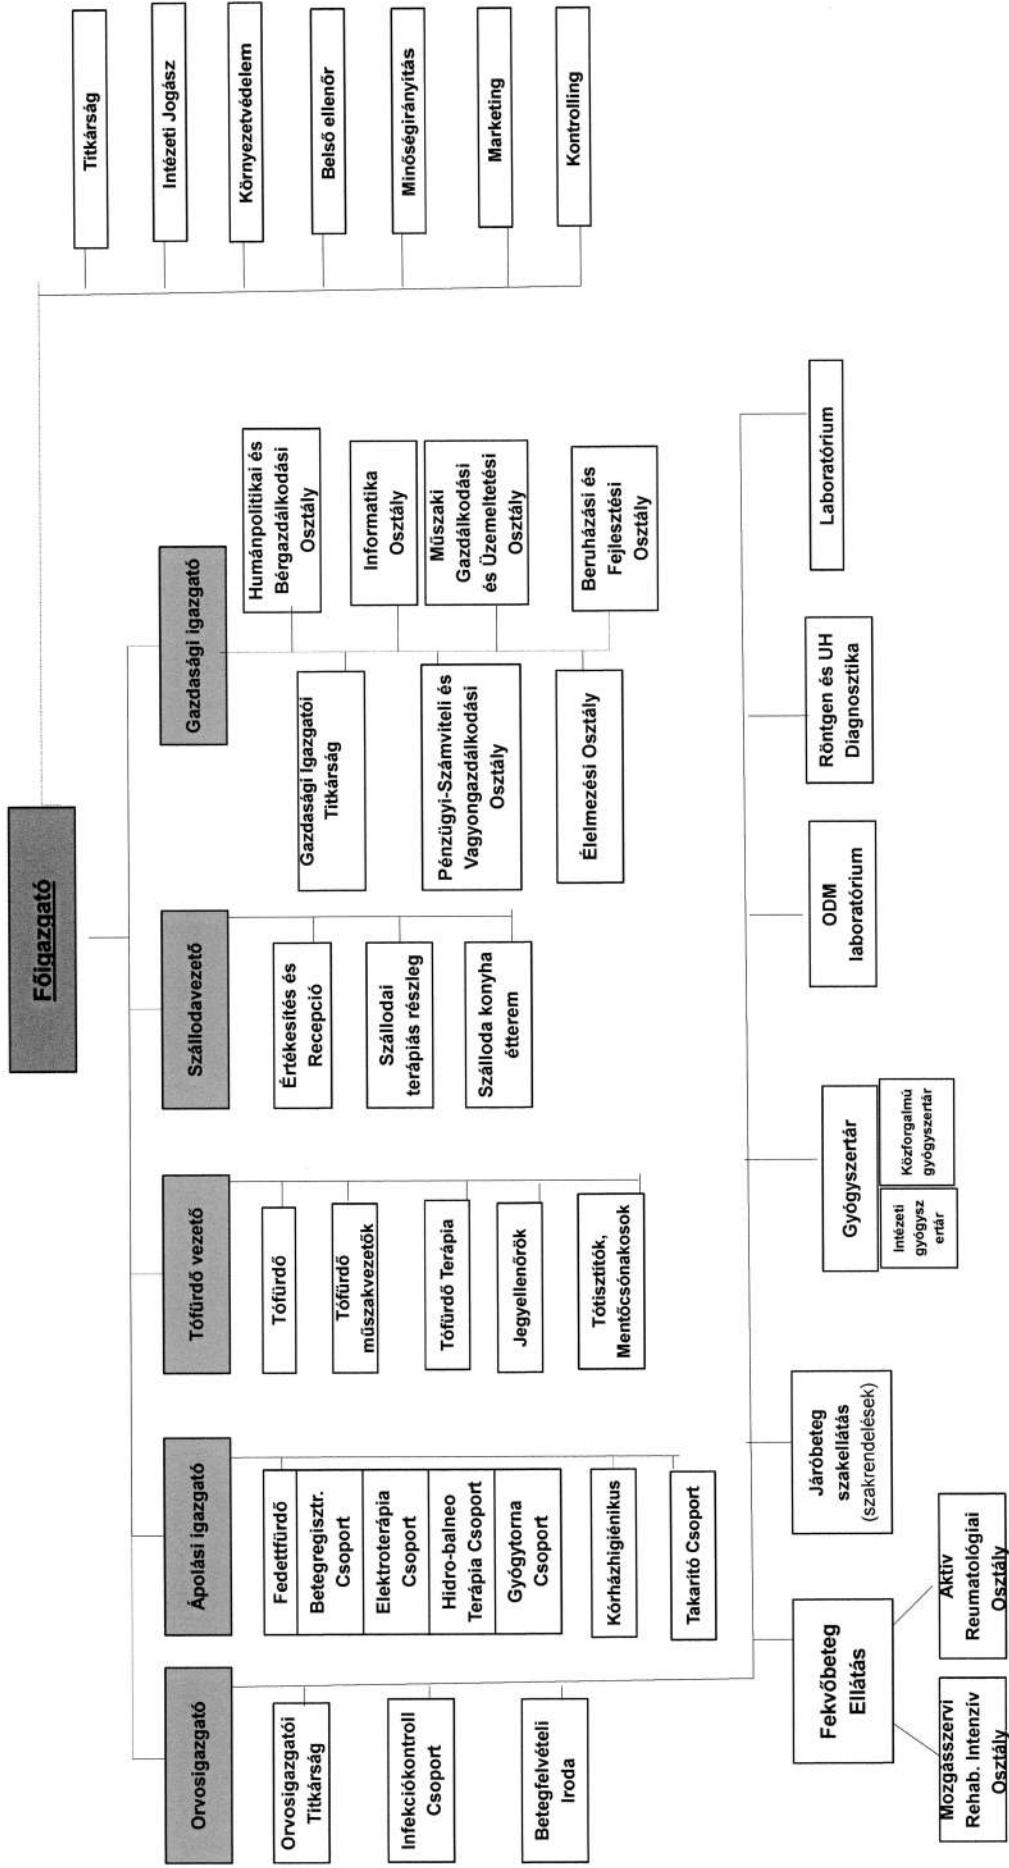 Főigazgató
Titkárság
Intézeti Jogász
Környezetvédelem
Belső ellenőr
Minőségirányítás
Marketing
Kontrolling
Orvosigazgató
Ápolási igazgató
Tófürdő vezető
Szállodavezető
Gazdasági igazgató
Orvosigazgatói
Titkárság
Infekciókontroll
Csoport
Betegfelvételi
Iroda
Fedettfürdő
Betegregisztr.
Csoport
Elektroterápia
Csoport
Hidro-balneo
Terápia Csoport
Gyógytorna
Csoport
Kórházhigiénikus
Takarító Csoport
Tófürdő
Tófürdő
műszakvezetők
Tófürdő Terápia
Jegyellenőrök
Tótisztítók,
Mentőcsónakosok
Értékesítés és
Recepció
Szállodai
terápiás részleg
Szálloda konyha
étterem
Gazdasági Igazgatói
Titkárság
Pénzügyi-Számviteli és
Vagyongazdálkodási
Osztály
Élelmezési Osztály
Humánpolitikai és
Bérgazdálkodási
Osztály
Informatika
Osztály
Műszaki
Gazdálkodási
és Üzemeltetési
Osztály
Beruházási és
Fejlesztési
Osztály
Fekvőbeteg
Ellátás
Mozgásszervi
Rehab. Intenzív
Osztály
Aktív
Reumatológiai
Osztály
Járóbeteg
szakellátás
(szakrendelések)
Gyógyszertár
Intézeti
gyógysz
ertár
Közforgalmú
gyógyszertár
ODM
laboratórium
Röntgen és UH
Diagnosztika
Laboratórium